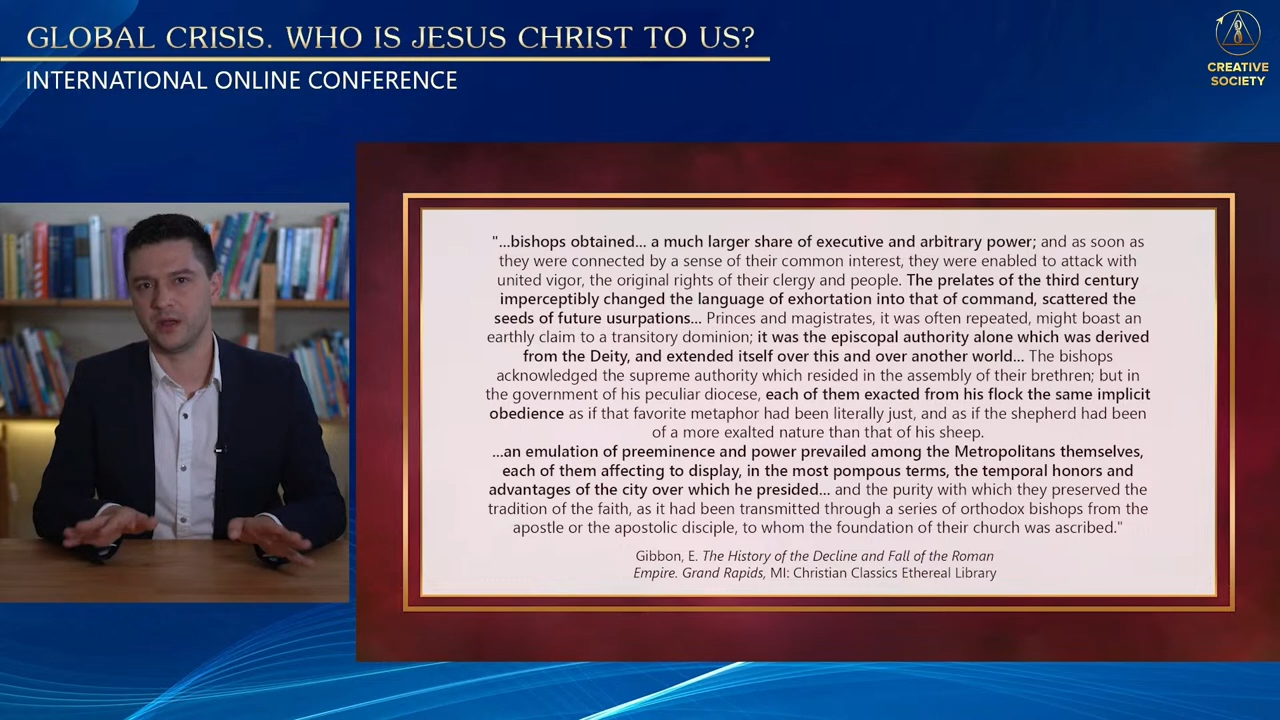 GLOBAL CRISIS. WHO IS JESUS CHRIST TO US?
INTERNATIONAL ONLINE CONFERENCE
CREATIVE
SOCIETY
"...bishops obtained... a much larger share of executive and arbitrary power; and as soon as
they were connected by a sense of their common interest, they were enabled to attack with
united vigor, the original rights of their clergy and people. The prelates of the third century
imperceptibly changed the language of exhortation into that of command, scattered the
seeds of future usurpations... Princes and magistrates, it was often repeated, might boast an
earthly claim to a transitory dominion; it was the episcopal authority alone which was derived
from the Deity, and extended itself over this and over another world... The bishops
acknowledged the supreme authority which resided in the assembly of their brethren; but in
the government of his peculiar diocese, each of them exacted from his flock the same implicit
obedience as if that favorite metaphor had been literally just, and as if the shepherd had been
of a more exalted nature than that of his sheep.
...an emulation of preeminence and power prevailed among the Metropolitans themselves,
each of them affecting to display, in the most pompous terms, the temporal honors and
advantages of the city over which he presided... and the purity with which they preserved the
tradition of the faith, as it had been transmitted through a series of orthodox bishops from the
apostle or the apostolic disciple, to whom the foundation of their church was ascribed."
Gibbon, E. The History of the Decline and Fall of the Roman
Empire. Grand Rapids, MI: Christian Classics Ethereal Library